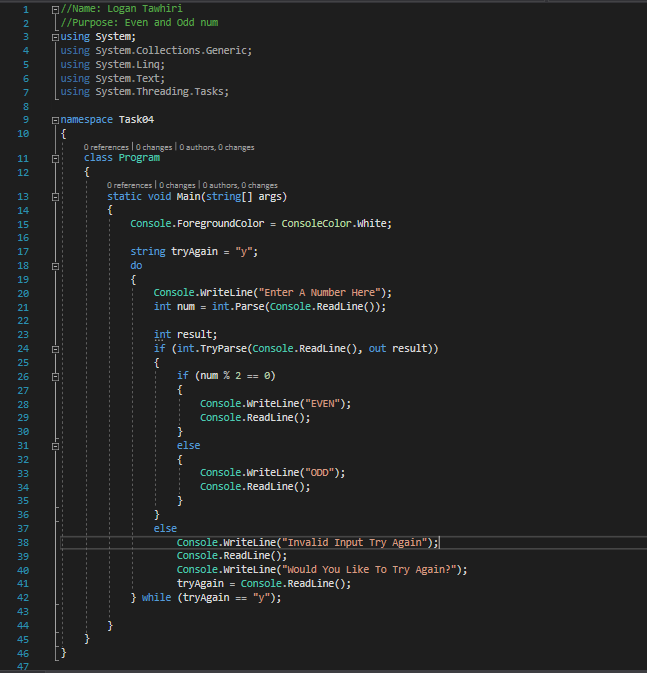 1 //Name: Logan Tawhiri
2 //Purpose: Even and Odd num
3 using System;
4 using System.Collections.Generic;
5 using System.Linq;
6 using System.Text;
7 using System.Threading.Tasks;
8
9 namespace Task04
10 {
0 references | 0 changes | 0 authors, 0 changes
11 class Program
12 {
0 references | 0 changes | 0 authors, 0 changes
13 static void Main(string[] args)
14 {
15 Console.ForegroundColor = ConsoleColor.White;
16
17 string tryAgain = "y";
18 do
19 {
20 Console.WriteLine("Enter A Number Here");
21 int num = int.Parse(Console.ReadLine());
22
23 int result;
24 if (int.TryParse(Console.ReadLine(), out result))
25 {
26 if (num % 2 == 0)
27 {
28 Console.WriteLine("EVEN");
29 Console.ReadLine();
30 }
31 else
32 {
33 Console.WriteLine("ODD");
34 Console.ReadLine();
35 }
36 }
37 else
38 Console.WriteLine("Invalid Input Try Again");
39 Console.ReadLine();
40 Console.WriteLine("Would You Like To Try Again?");
41 tryAgain = Console.ReadLine();
42 } while (tryAgain == "y");
43
44 }
45 }
46 }
47